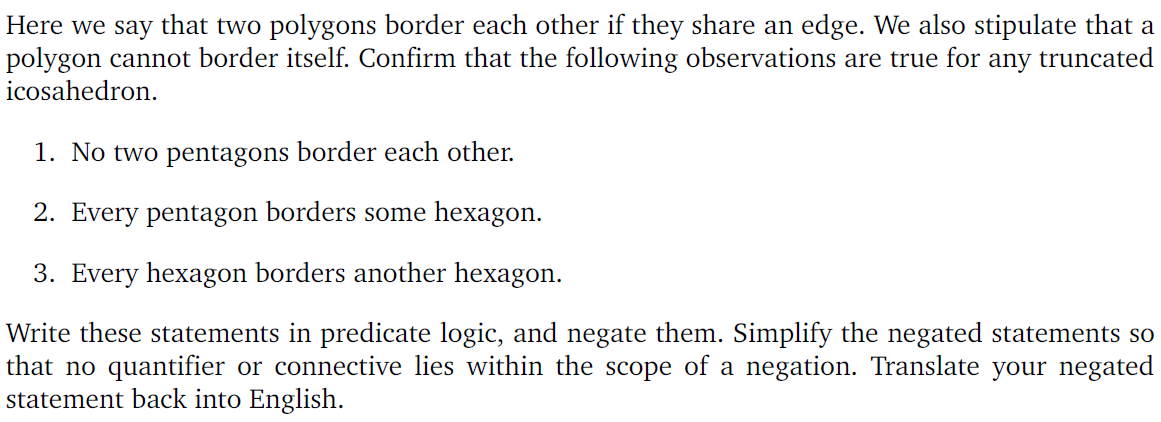 Here we say that two polygons border each other if they share an edge. We also stipulate that a
polygon cannot border itself. Confirm that the following observations are true for any truncated
icosahedron.
1. No two pentagons border each other.
2. Every pentagon borders some hexagon.
3. Every hexagon borders another hexagon.
Write these statements in predicate logic, and negate them. Simplify the negated statements so
that no quantifier or connective lies within the scope of a negation. Translate your negated
statement back into English.